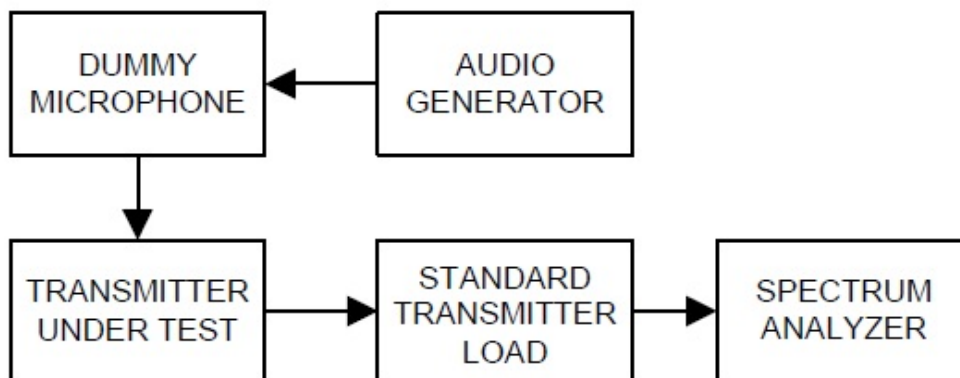 DUMMY
MICROPHONE
AUDIO
GENERATOR
TRANSMITTER
UNDER TEST
STANDARD
TRANSMITTER
LOAD
SPECTRUM
ANALYZER